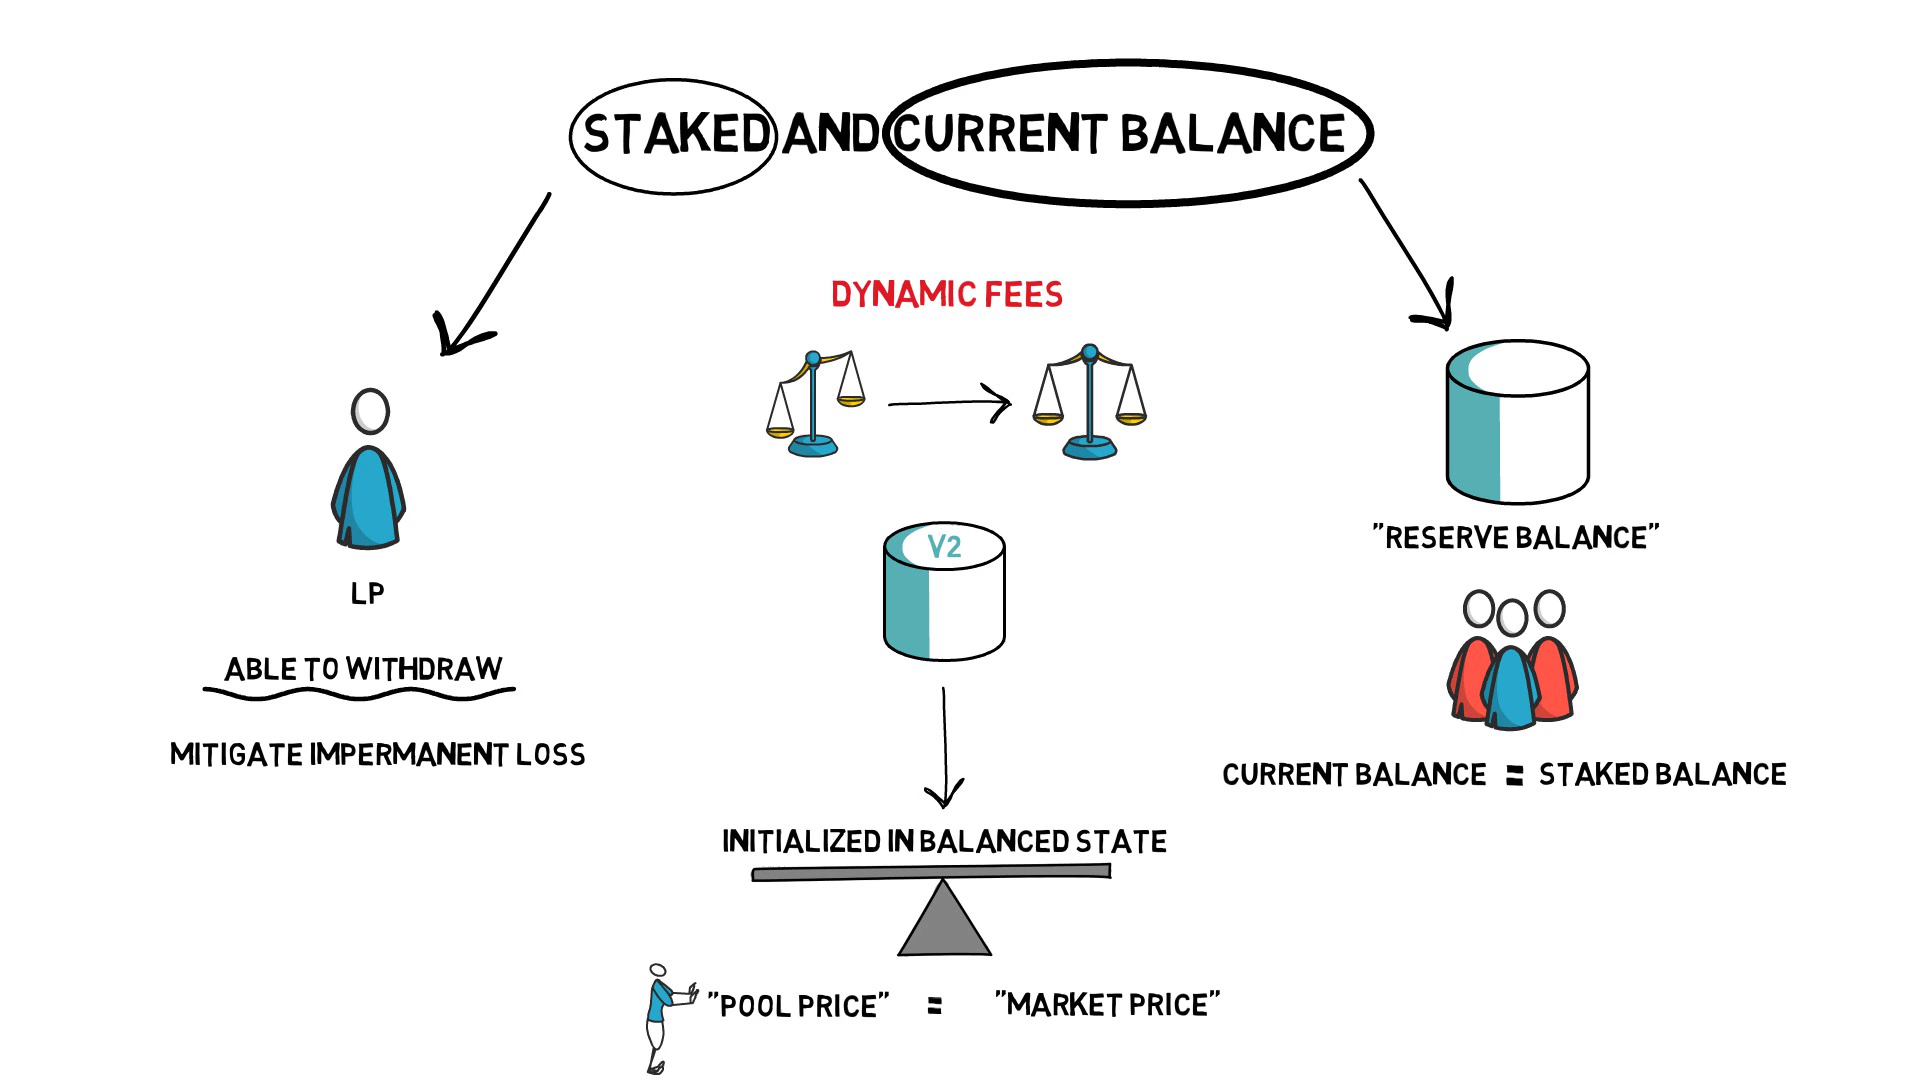 STAKED AND CURRENT BALANCE
DYNAMIC FEES
V2
"RESERVE BALANCE"
LP
ABLE TO WITHDRAW
MITIGATE IMPERMANENT LOSS
CURRENT BALANCE = STAKED BALANCE
INITIALIZED IN BALANCED STATE
"POOL PRICE" = "MARKET PRICE"